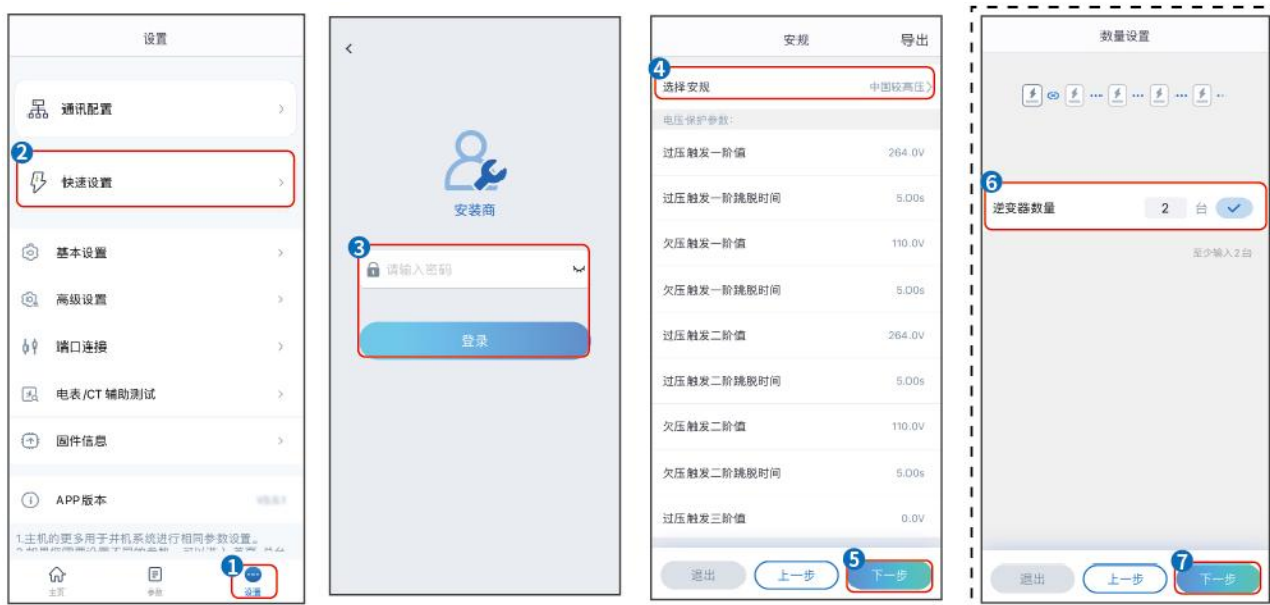 设置
通讯配置
2
快速设置
基本设置
高级设置
端口连接
电表/CT 辅助测试
固件信息
APP版本
1.主机的更多用于并机系统进行相同参数设置。
主页
参数
1
设置
安装商
3
请输入密码
登录
安规
导出
4
选择安规
中国较高压
电压保护参数:
过压触发一阶值
264.0V
过压触发一阶跳脱时间
5.00s
欠压触发一阶值
110.0V
欠压触发一阶跳脱时间
5.00s
过压触发二阶值
264.0V
过压触发二阶跳脱时间
5.00s
欠压触发二阶值
110.0V
欠压触发二阶跳脱时间
5.00s
过压触发三阶值
0.0V
退出
上一步
5
下一步
数量设置
6
逆变器数量
2
台
至少输入2台
退出
上一步
7
下一步